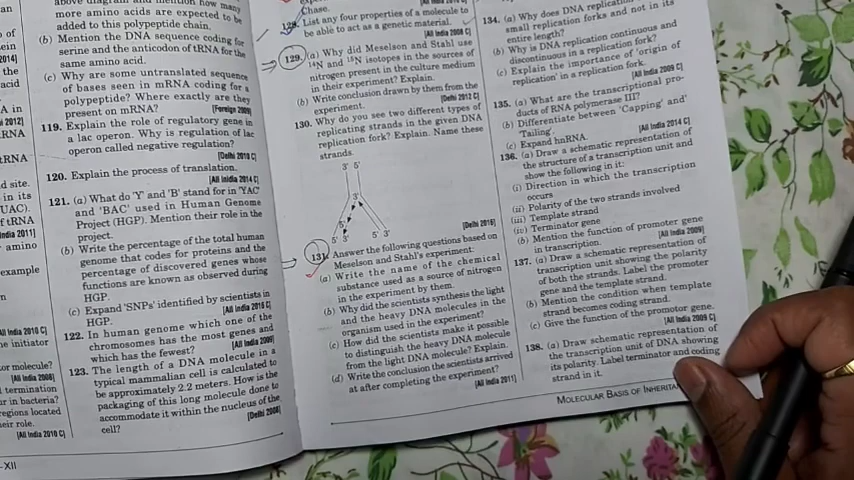 above diagram and mention how many
more amino acids are expected to be
added to this polypeptide chain.
(b) Mention the DNA sequence coding for
serine and the anticodon of tRNA for the
same amino acid.
(c) Why are some untranslated sequence
of bases seen in mRNA coding for a
polypeptide? Where exactly are they
present on mRNA?
[Foreign 2009]
119. Explain the role of regulatory gene in
a lac operon. Why is regulation of lac
operon called negative regulation?
[Delhi 2010 C]
120. Explain the process of translation.
[All India 2014 C]
121. (a) What do 'Y' and 'B' stand for in 'YAC'
and 'BAC' used in Human Genome
Project (HGP). Mention their role in the
project.
(b) Write the percentage of the total human
genome that codes for proteins and the
percentage of discovered genes whose
functions are known as observed during
HGP.
(c) Expand 'SNPs' identified by scientists in
HGP.
[All India 2016 C]
122. In human genome which one of the
chromosomes has the most genes and
which has the fewest?
[All India 2009]
123. The length of a DNA molecule in a
typical mammalian cell is calculated to
be approximately 2.2 meters. How is the
packaging of this long molecule done to
accommodate it within the nucleus of the
cell?
[Delhi 2008]
-XII
Chase.
128. List any four properties of a molecule to
be able to act as a genetic material.
129. (a) Why did Meselson and Stahl use
14N and 15N isotopes in the sources of
nitrogen present in the culture medium
in their experiment? Explain.
(b) Write conclusion drawn by them from the
experiment.
[Delhi 2012 C]
130. Why do you see two different types of
replicating strands in the given DNA
replication fork? Explain. Name these
strands.
3' 5'
3'
5'
5' 3' 5' 3'
[Delhi 2016]
131. Answer the following questions based on
Meselson and Stahl's experiment:
(a) Write the name of the chemical
substance used as a source of nitrogen
in the experiment by them.
(b) Why did the scientists synthesis the light
and the heavy DNA molecules in the
organism used in the experiment?
(c) How did the scientists make it possible
to distinguish the heavy DNA molecule
from the light DNA molecule? Explain.
(d) Write the conclusion the scientists arrived
at after completing the experiment?
[All India 2011]
134. (a) Why does DNA
small replication forks and not in its
entire length?
(b) Why is DNA replication continuous and
discontinuous in a replication fork?
(c) Explain the importance of 'origin of
replication' in a replication fork.
[All India 2009 C]
135. (a) What are the transcriptional pro-
ducts of RNA polymerase III?
(b) Differentiate between 'Capping' and
'Tailing'.
(c) Expand hnRNA.
[All India 2014 C]
136. (a) Draw a schematic representation of
the structure of a transcription unit and
show the following in it:
(i) Direction in which the transcription
occurs
(ii) Polarity of the two strands involved
(iii) Template strand
(iv) Terminator gene
(b) Mention the function of promoter gene
in transcription.
[All India 2009]
137. (a) Draw a schematic representation of
transcription unit showing the polarity
of both the strands. Label the promoter
gene and the template strand.
(b) Mention the condition when template
strand becomes coding strand.
(c) Give the function of the promoter gene.
[All India 2009 C]
138. (a) Draw schematic representation of
the transcription unit of DNA showing
its polarity. Label terminator and coding
strand in it.
MOLECULAR BASIS OF